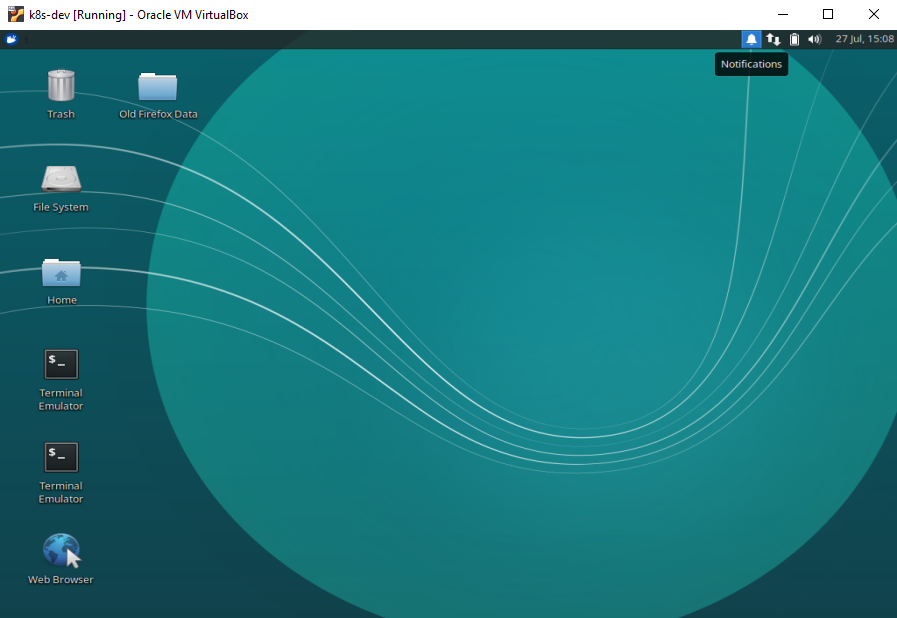 k8s-dev [Running] - Oracle VM VirtualBox
27 Jul, 15:08
Notifications
Trash
Old Firefox Data
File System
Home
$_
Terminal
Emulator
$_
Terminal
Emulator
Web Browser